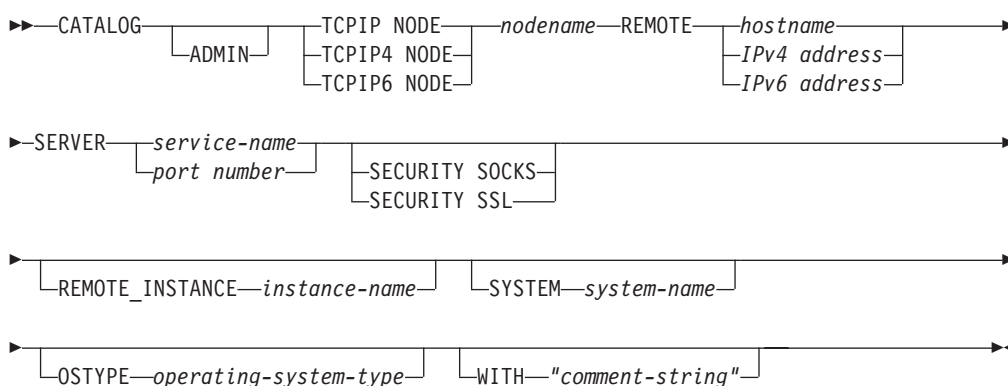 CATALOG ADMIN TCPIP NODE nodename REMOTE hostname
TCPIP4 NODE IPv4 address
TCPIP6 NODE IPv6 address
SERVER service-name
port number SECURITY SOCKS
SECURITY SSL
REMOTE_INSTANCE instance-name SYSTEM system-name
OSTYPE operating-system-type WITH "comment-string"